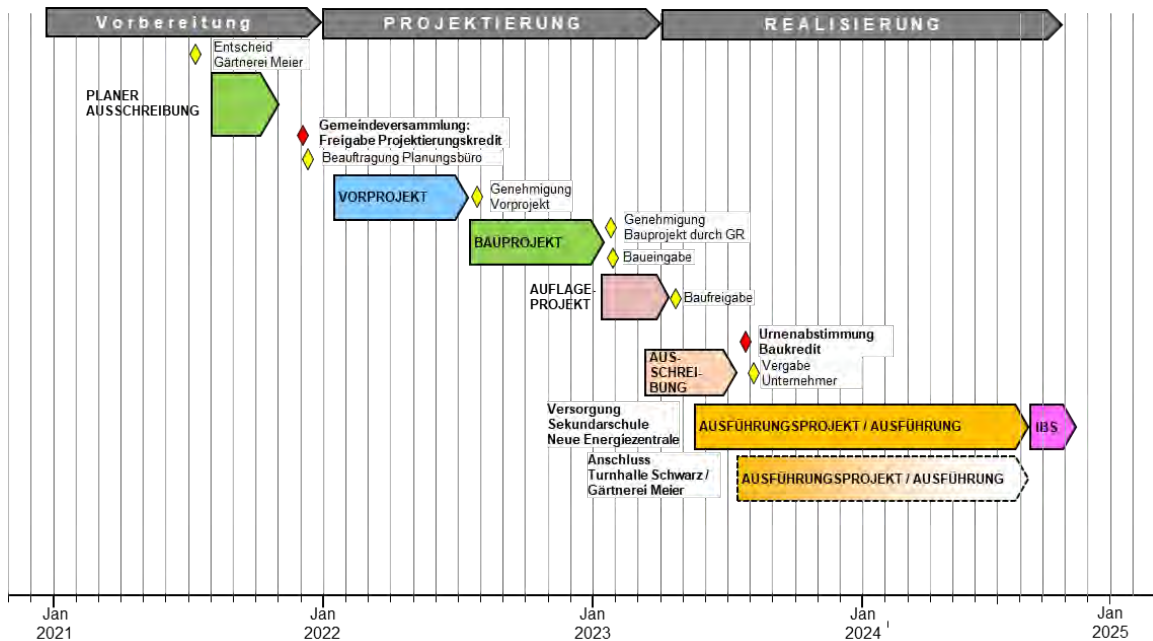 Vorbereitung
PROJEKTIERUNG
REALISIERUNG
Entscheid
Gärtnerei Meier
PLANER
AUSSCHREIBUNG
Gemeindeversammlung:
Freigabe Projektierungskredit
Beauftragung Planungsbüro
VORPROJEKT
Genehmigung
Vorprojekt
BAUPROJEKT
Genehmigung
Bauprojekt durch GR
Baueingabe
AUFLAGE-
PROJEKT
Baufreigabe
AUS-
SCHREI-
BUNG
Urnenabstimmung
Baukredit
Vergabe
Unternehmer
Versorgung
Sekundarschule
Neue Energiezentrale
AUSFÜHRUNGSPROJEKT / AUSFÜHRUNG
IBS
Anschluss
Turnhalle Schwarz /
Gärtnerei Meier
AUSFÜHRUNGSPROJEKT / AUSFÜHRUNG
Jan
2021
Jan
2022
Jan
2023
Jan
2024
Jan
2025